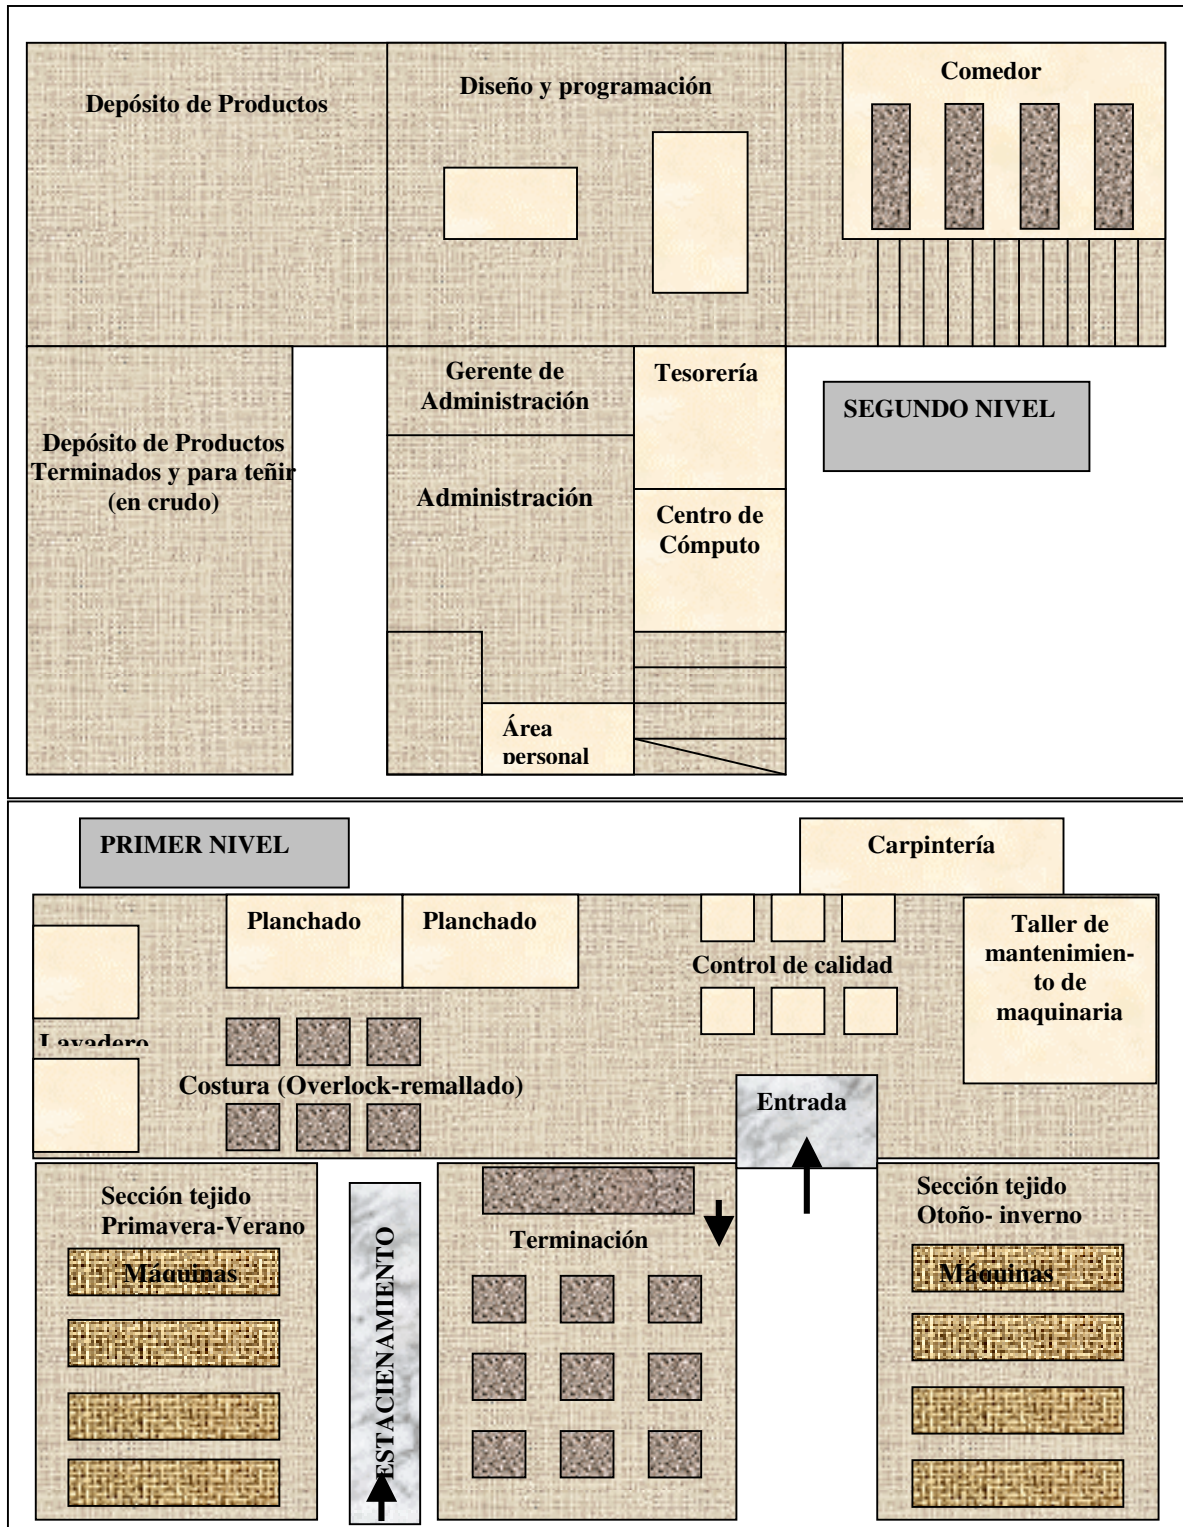 Depósito de Productos
Diseño y programación
Comedor
Gerente de
Administración
Tesorería
SEGUNDO NIVEL
Depósito de Productos
Terminados y para teñir
(en crudo)
Administración
Centro de
Cómputo
Área
personal
PRIMER NIVEL
Carpintería
Planchado
Planchado
Control de calidad
Taller de
mantenimien-
to de
maquinaria
Lavadero
Costura (Overlock-remallado)
Entrada
Sección tejido
Primavera-Verano
Máquinas
ESTACIENAMIENTO
Terminación
Sección tejido
Otoño- inverno
Máquinas